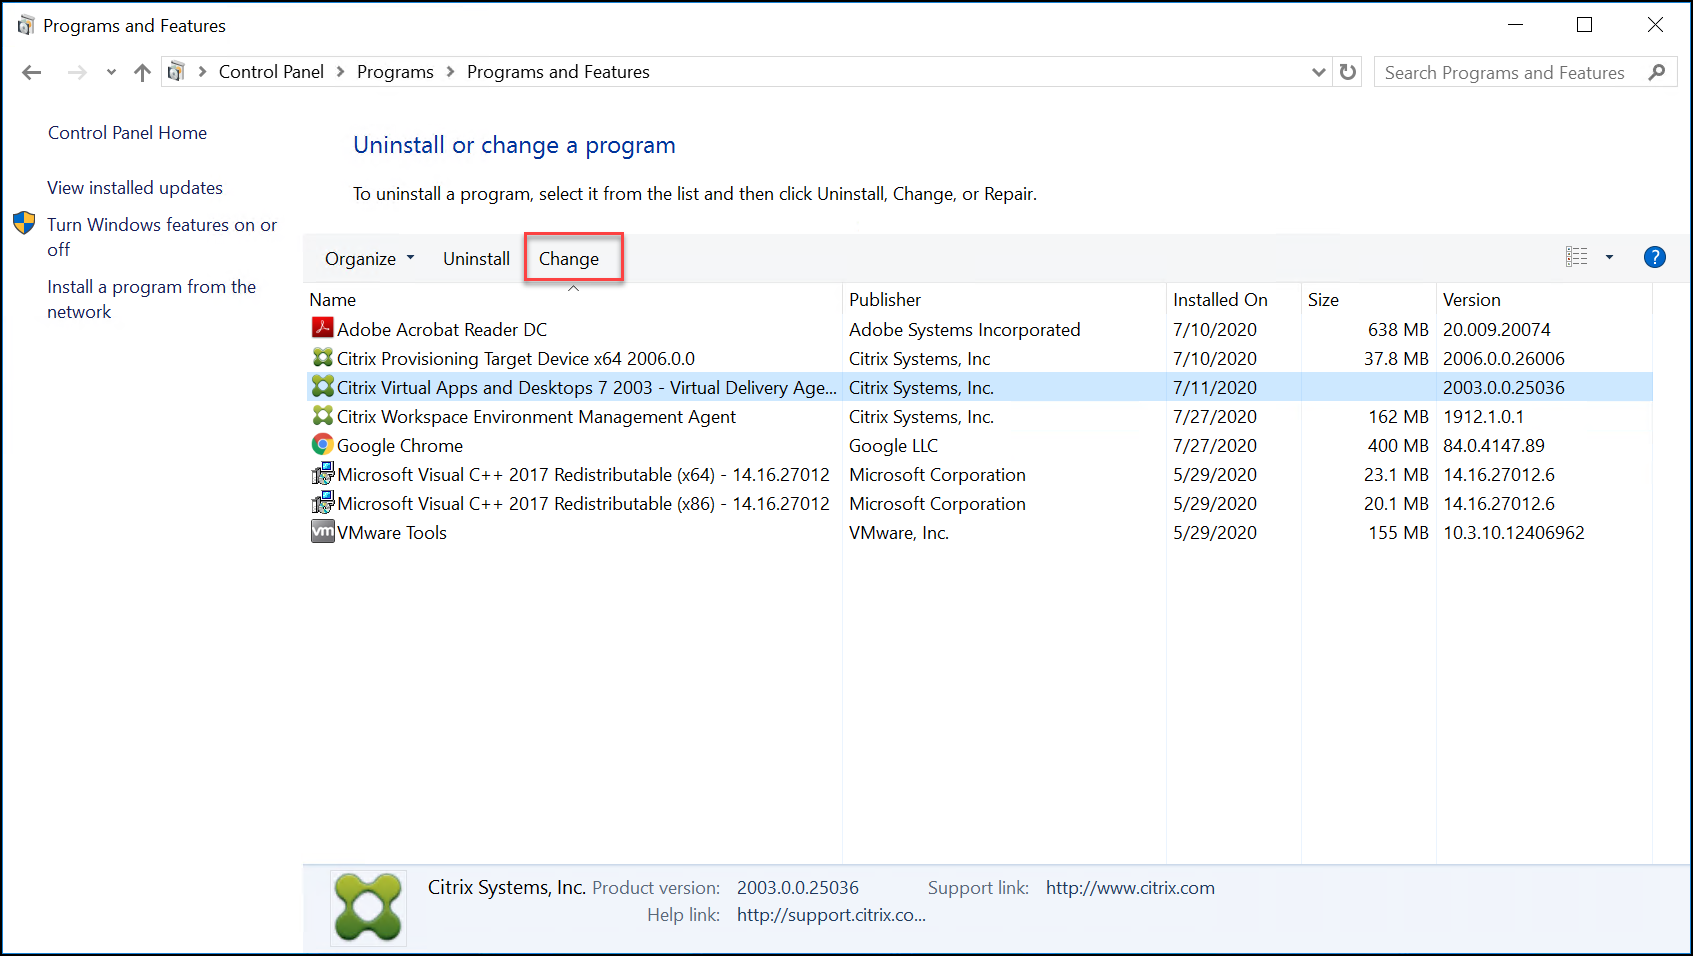 Programs and Features
Control Panel Programs Programs and Features
Search Programs and Features
Control Panel Home
View installed updates
Turn Windows features on or
off
Install a program from the
network
Uninstall or change a program
To uninstall a program, select it from the list and then click Uninstall, Change, or Repair.
Organize Uninstall Change
?
Name Publisher Installed On Size Version
Adobe Acrobat Reader DC Adobe Systems Incorporated 7/10/2020 638 MB 20.009.20074
Citrix Provisioning Target Device x64 2006.0.0 Citrix Systems, Inc 7/10/2020 37.8 MB 2006.0.0.26006
Citrix Virtual Apps and Desktops 7 2003 - Virtual Delivery Age... Citrix Systems, Inc. 7/11/2020 2003.0.0.25036
Citrix Workspace Environment Management Agent Citrix Systems, Inc. 7/27/2020 162 MB 1912.1.0.1
Google Chrome Google LLC 7/27/2020 400 MB 84.0.4147.89
Microsoft Visual C++ 2017 Redistributable (x64) - 14.16.27012 Microsoft Corporation 5/29/2020 23.1 MB 14.16.27012.6
Microsoft Visual C++ 2017 Redistributable (x86) - 14.16.27012 Microsoft Corporation 5/29/2020 20.1 MB 14.16.27012.6
vm VMware Tools VMware, Inc. 5/29/2020 155 MB 10.3.10.12406962
Citrix Systems, Inc. Product version: 2003.0.0.25036 Support link: http://www.citrix.com
Help link: http://support.citrix.co...